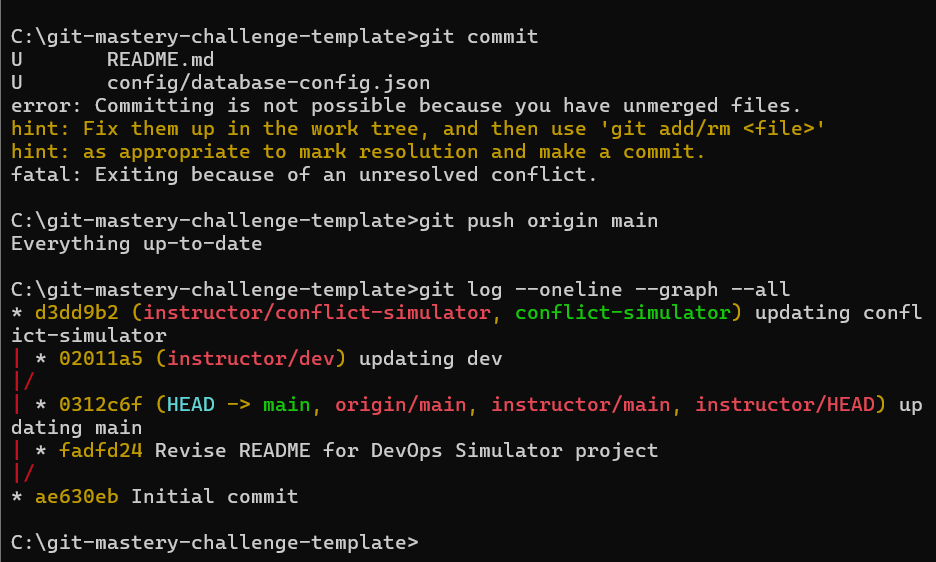 C:\git-mastery-challenge-template>git commit
U       README.md
U       config/database-config.json
error: Committing is not possible because you have unmerged files.
hint: Fix them up in the work tree, and then use 'git add/rm <file>'
hint: as appropriate to mark resolution and make a commit.
fatal: Exiting because of an unresolved conflict.

C:\git-mastery-challenge-template>git push origin main
Everything up-to-date

C:\git-mastery-challenge-template>git log --oneline --graph --all
* d3dd9b2 (instructor/conflict-simulator, conflict-simulator) updating confl
ict-simulator
| * 02011a5 (instructor/dev) updating dev
|/
| * 0312c6f (HEAD -> main, origin/main, instructor/main, instructor/HEAD) up
dating main
| * fadfd24 Revise README for DevOps Simulator project
|/
* ae630eb Initial commit

C:\git-mastery-challenge-template>